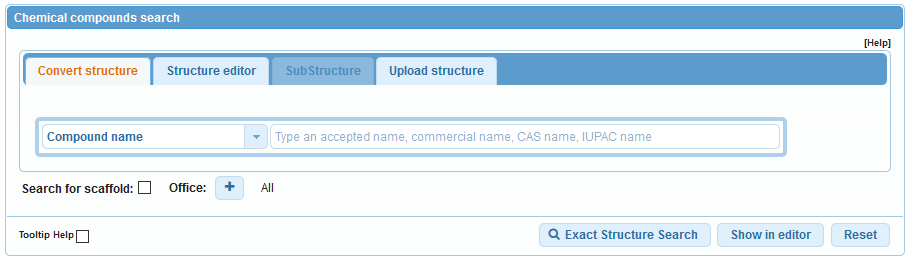 Chemical compounds search
[Help]
Convert structure Structure editor SubStructure Upload structure
Compound name Type an accepted name, commercial name, CAS name, IUPAC name
Search for scaffold: Office: + All
Tooltip Help Exact Structure Search Show in editor Reset